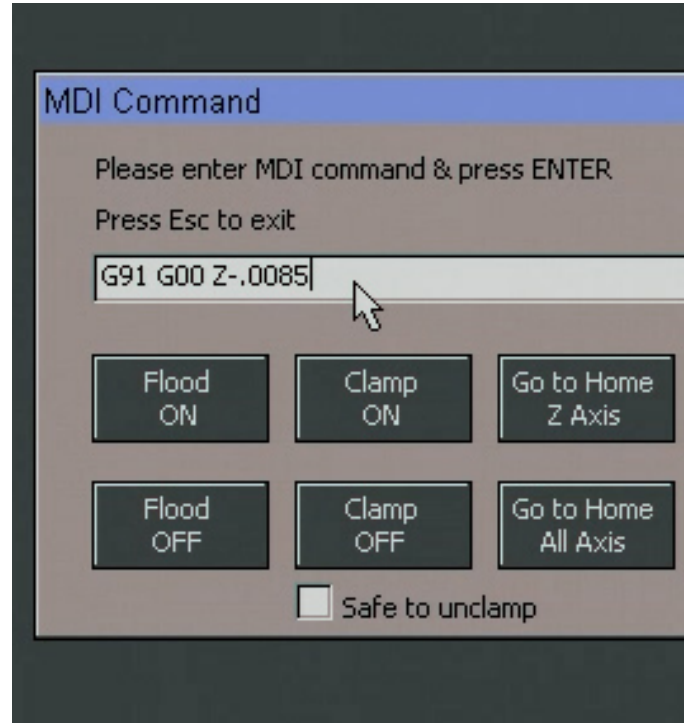 MDI Command
Please enter MDI command & press ENTER
Press Esc to exit
G91 G00 Z-.0085
Flood ON
Clamp ON
Go to Home Z Axis
Flood OFF
Clamp OFF
Go to Home All Axis
Safe to unclamp